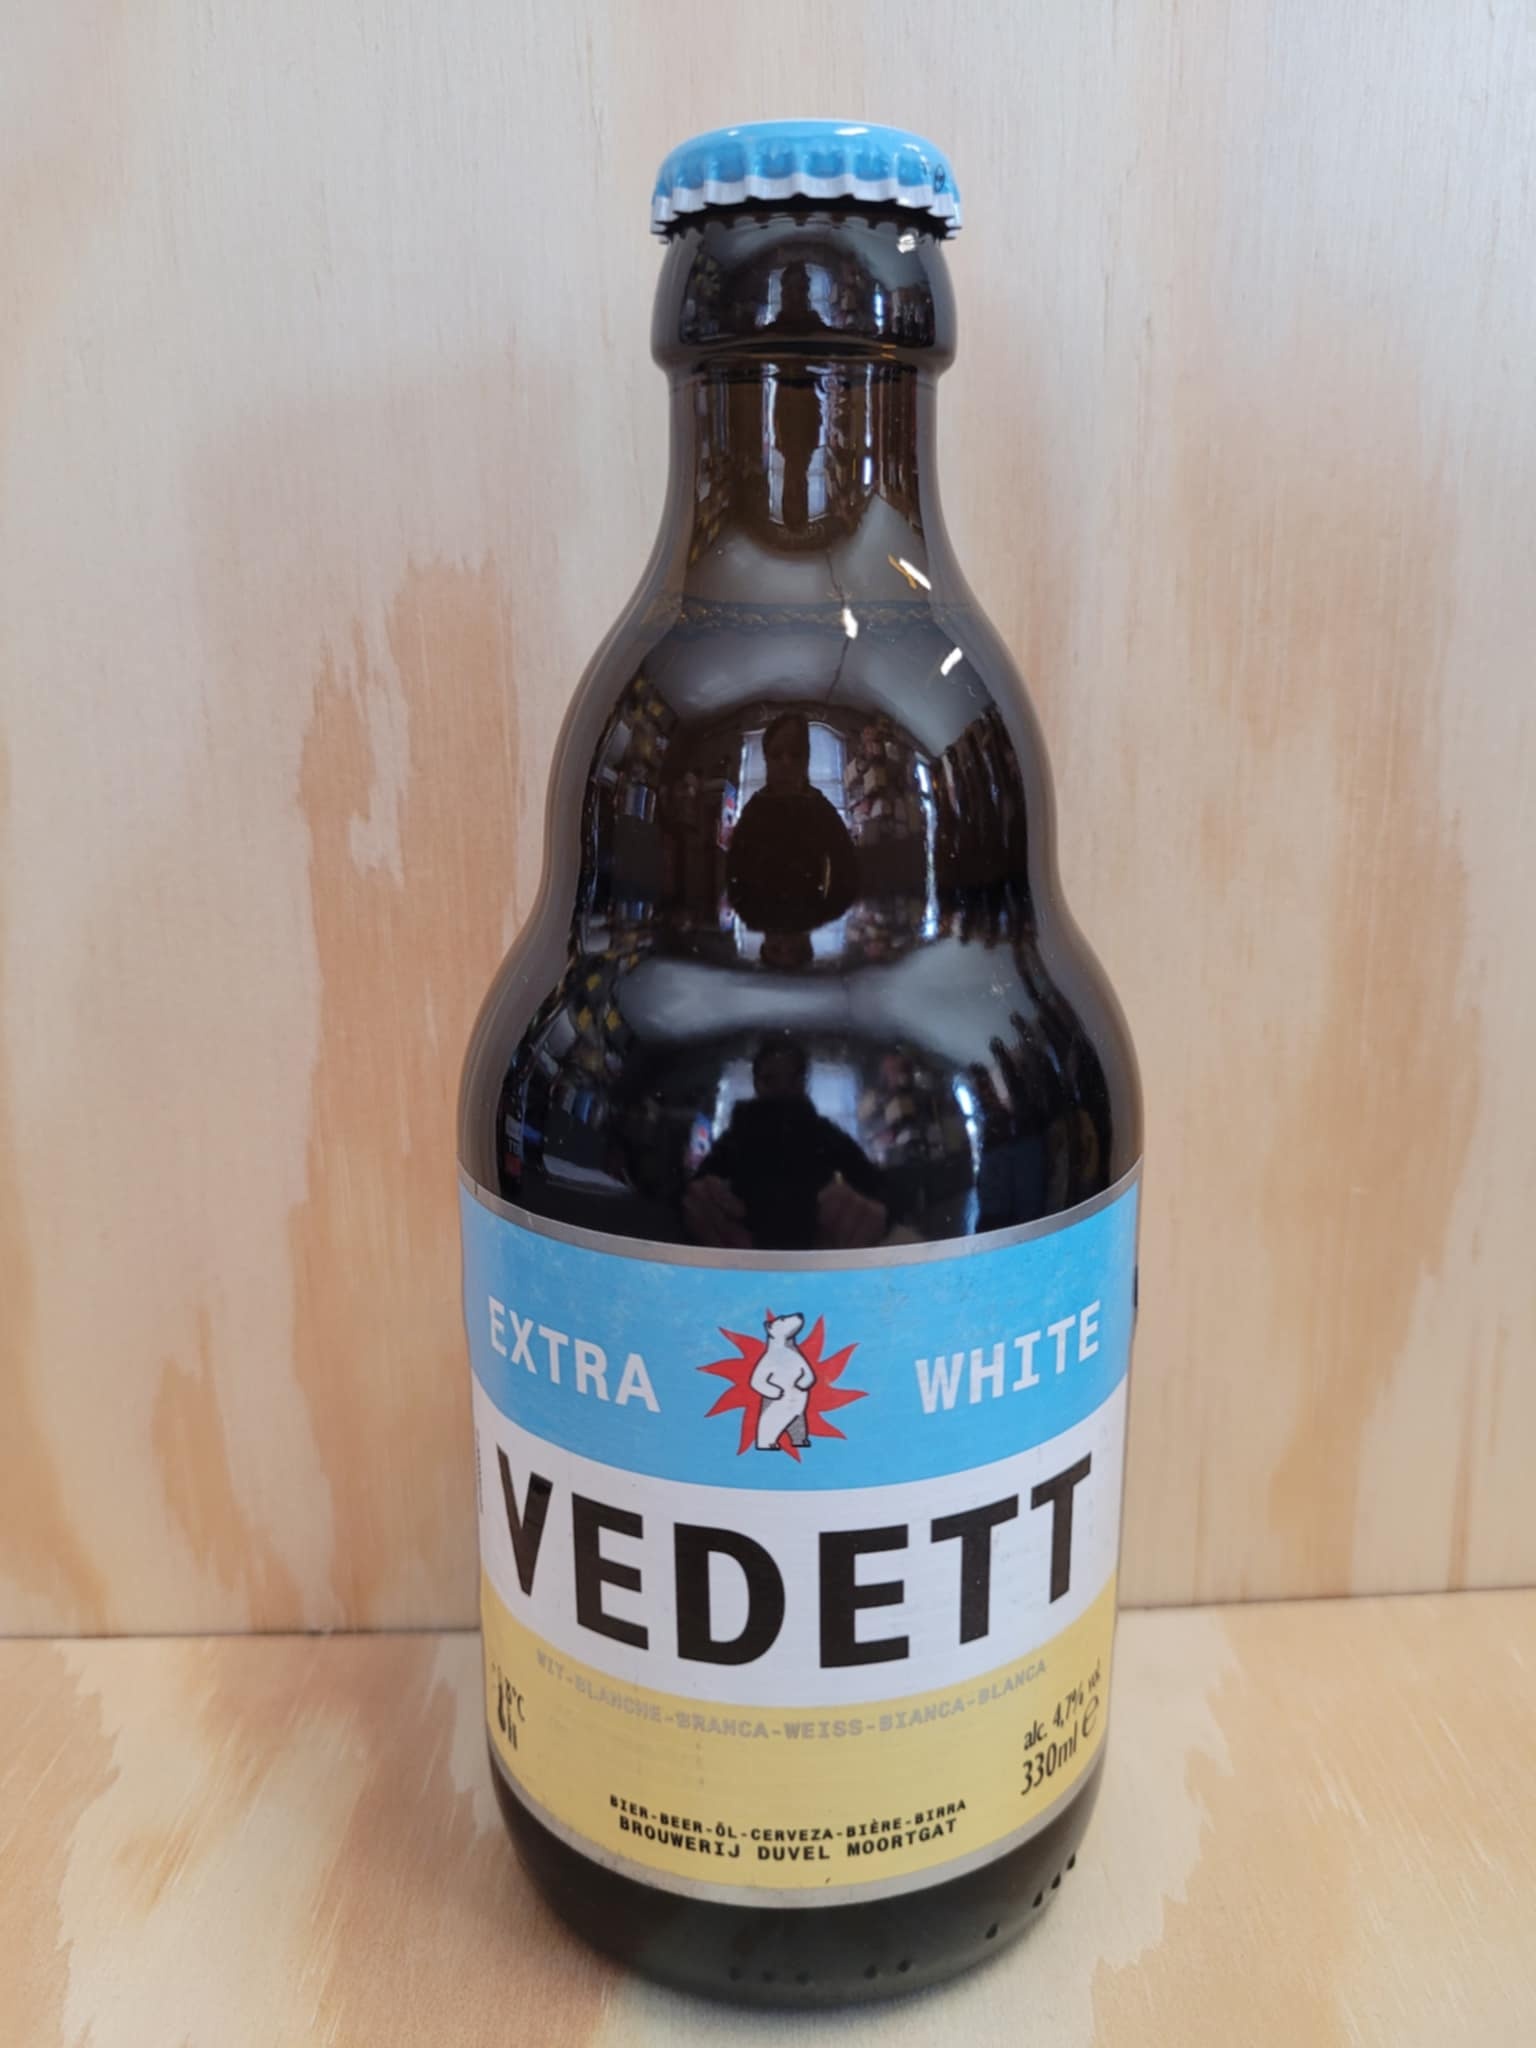 EXTRA WHITE
VEDETT
WIT-BLANCHE-BRANCA-WEISS-BIANCA-BLANCA
alc. 4,7% vol
330ml e
BIER-BEER-ÖL-CERVEZA-BIÈRE-BIRRA
BROUWERIJ DUVEL MOORTGAT